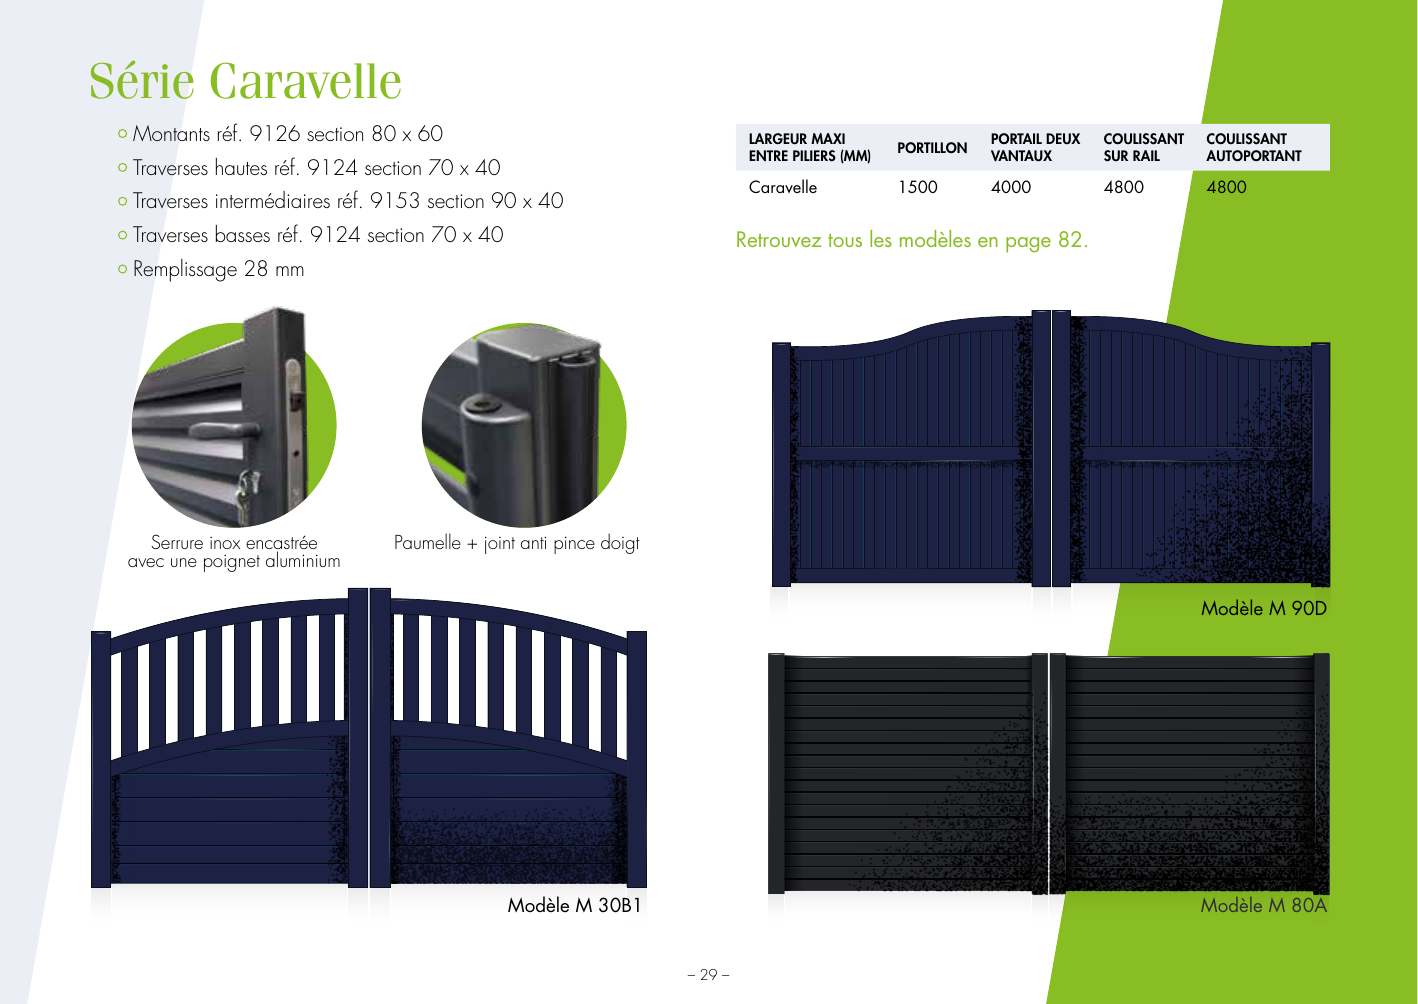 Série Caravelle
Montants réf. 9126 section 80 x 60
Traverses hautes réf. 9124 section 70 x 40
Traverses intermédiaires réf. 9153 section 90 x 40
Traverses basses réf. 9124 section 70 x 40
Remplissage 28 mm
Serrure inox encastrée
avec une poignet aluminium
Paumelle + joint anti pince doigt
Modèle M 30B1
LARGEUR MAXI
ENTRE PILIERS (MM)
PORTILLON
PORTAIL DEUX
VANTAUX
COULISSANT
SUR RAIL
COULISSANT
AUTOPORTANT
Caravelle 1500 4000 4800 4800
Retrouvez tous les modèles en page 82.
Modèle M 90D
Modèle M 80A
– 29 –